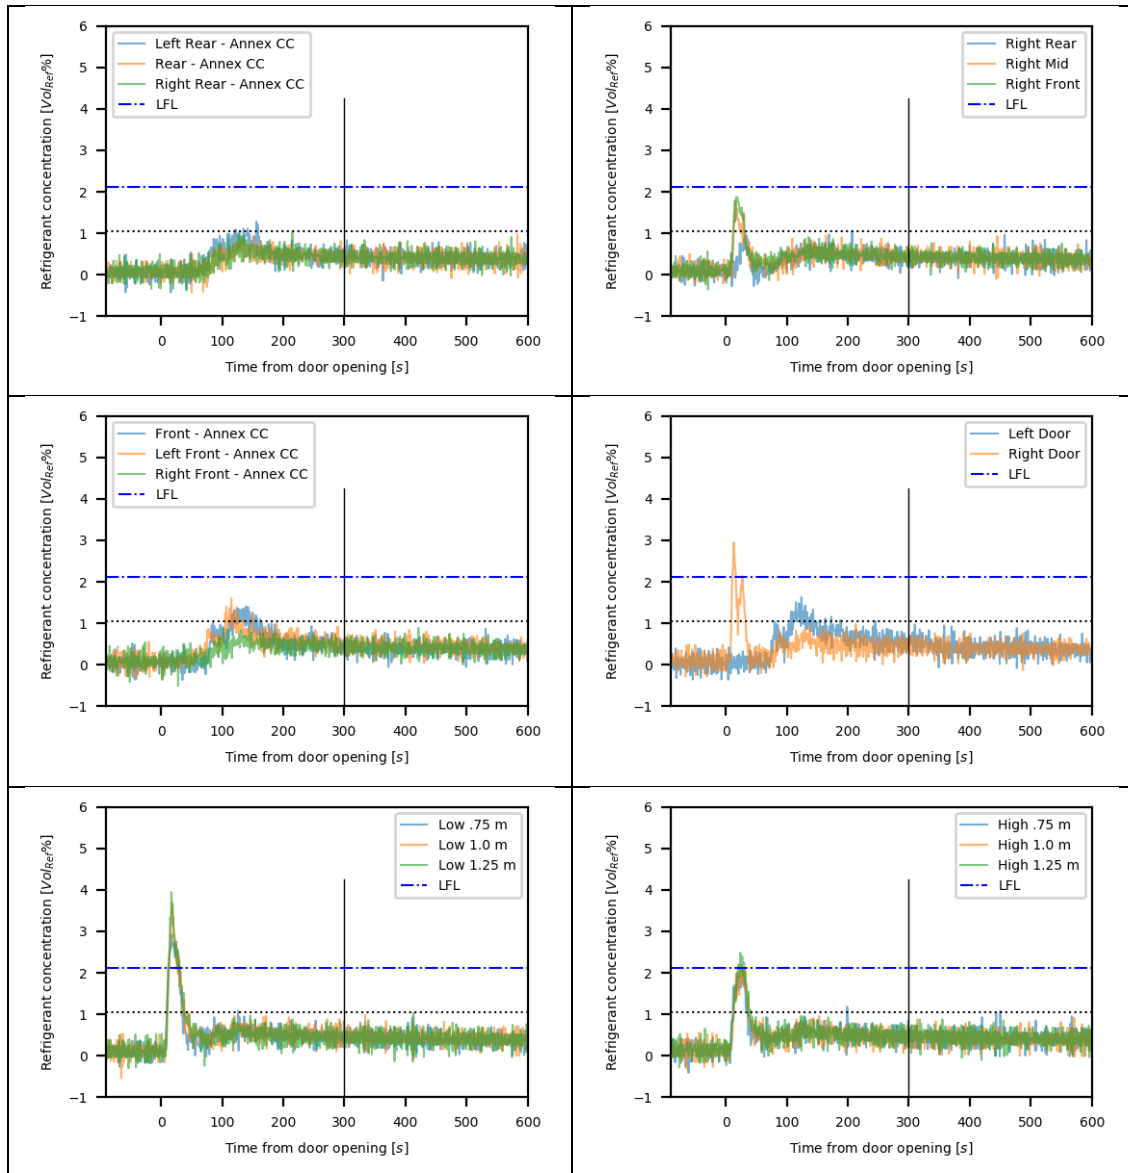 6
5
4
3
2
1
0
−1
Refrigerant concentration [Vol_Ref%]
Left Rear - Annex CC
Rear - Annex CC
Right Rear - Annex CC
LFL
0 100 200 300 400 500 600
Time from door opening [s]
6
5
4
3
2
1
0
−1
Refrigerant concentration [Vol_Ref%]
Right Rear
Right Mid
Right Front
LFL
0 100 200 300 400 500 600
Time from door opening [s]
6
5
4
3
2
1
0
−1
Refrigerant concentration [Vol_Ref%]
Front - Annex CC
Left Front - Annex CC
Right Front - Annex CC
LFL
0 100 200 300 400 500 600
Time from door opening [s]
6
5
4
3
2
1
0
−1
Refrigerant concentration [Vol_Ref%]
Left Door
Right Door
LFL
0 100 200 300 400 500 600
Time from door opening [s]
6
5
4
3
2
1
0
−1
Refrigerant concentration [Vol_Ref%]
Low .75 m
Low 1.0 m
Low 1.25 m
LFL
0 100 200 300 400 500 600
Time from door opening [s]
6
5
4
3
2
1
0
−1
Refrigerant concentration [Vol_Ref%]
High .75 m
High 1.0 m
High 1.25 m
LFL
0 100 200 300 400 500 600
Time from door opening [s]